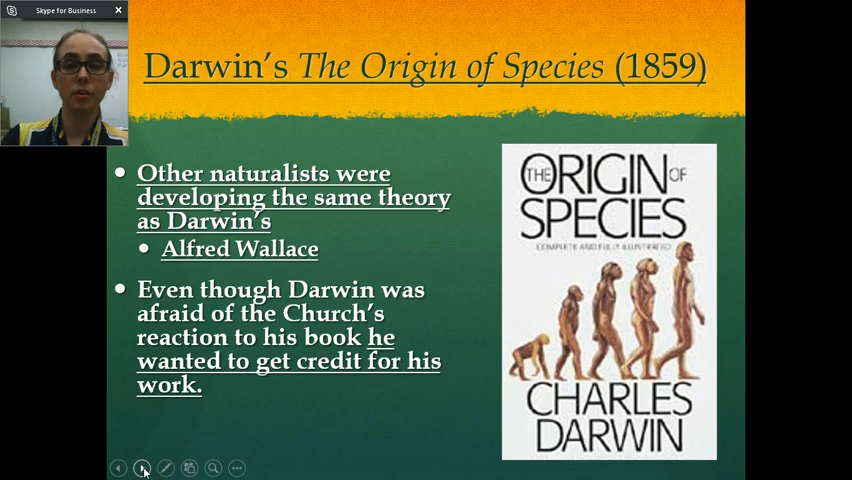 Skype for Business
Darwin's The Origin of Species (1859)
Other naturalists were
developing the same theory
as Darwin's
Alfred Wallace
Even though Darwin was
afraid of the Church's
reaction to his book he
wanted to get credit for his
work.
THE ORIGIN OF
SPECIES
COMPLETE AND FULLY ILLUSTRATED
CHARLES
DARWIN